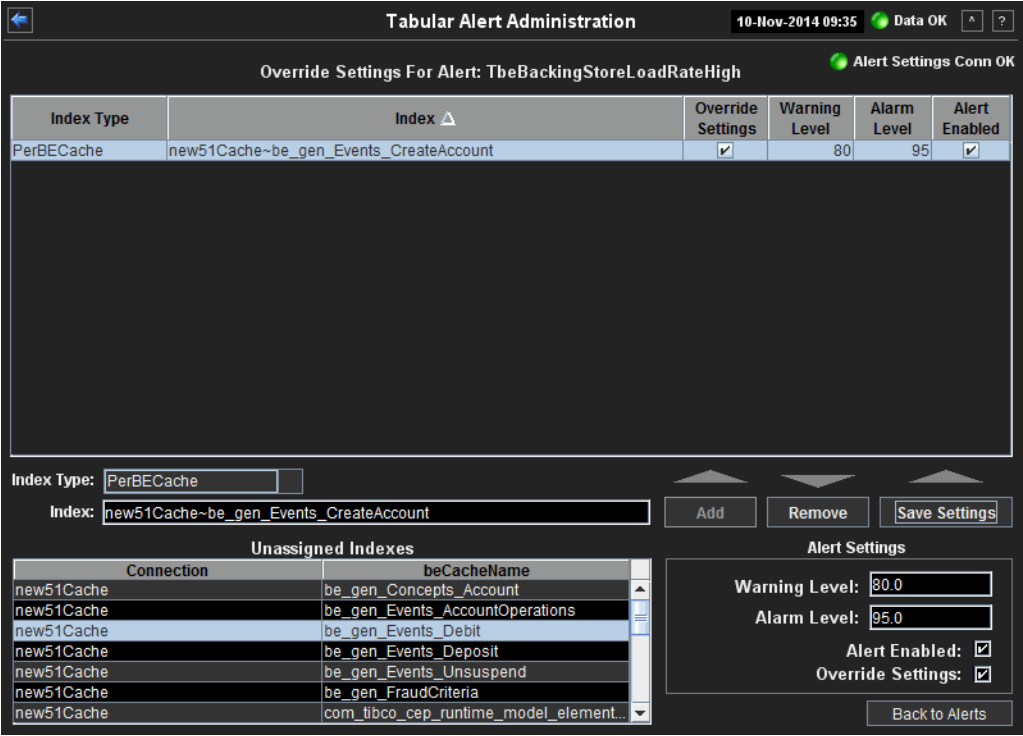 Tabular Alert Administration 10-Nov-2014 09:35 Data OK ^ ?
Alert Settings Conn OK
Override Settings For Alert: TbeBackingStoreLoadRateHigh
Index Type Index Override Settings Warning Level Alarm Level Alert Enabled
PerBECache new51Cache~be_gen_Events_CreateAccount 80 95
Index Type: PerBECache
Index: new51Cache~be_gen_Events_CreateAccount Add Remove Save Settings
Unassigned Indexes
Connection beCacheName
new51Cache be_gen_Concepts_Account
new51Cache be_gen_Events_AccountOperations
new51Cache be_gen_Events_Debit
new51Cache be_gen_Events_Deposit
new51Cache be_gen_Events_Unsuspend
new51Cache be_gen_FraudCriteria
new51Cache com_tibco_cep_runtime_model_element...
Alert Settings
Warning Level: 80.0
Alarm Level: 95.0
Alert Enabled:
Override Settings:
Back to Alerts